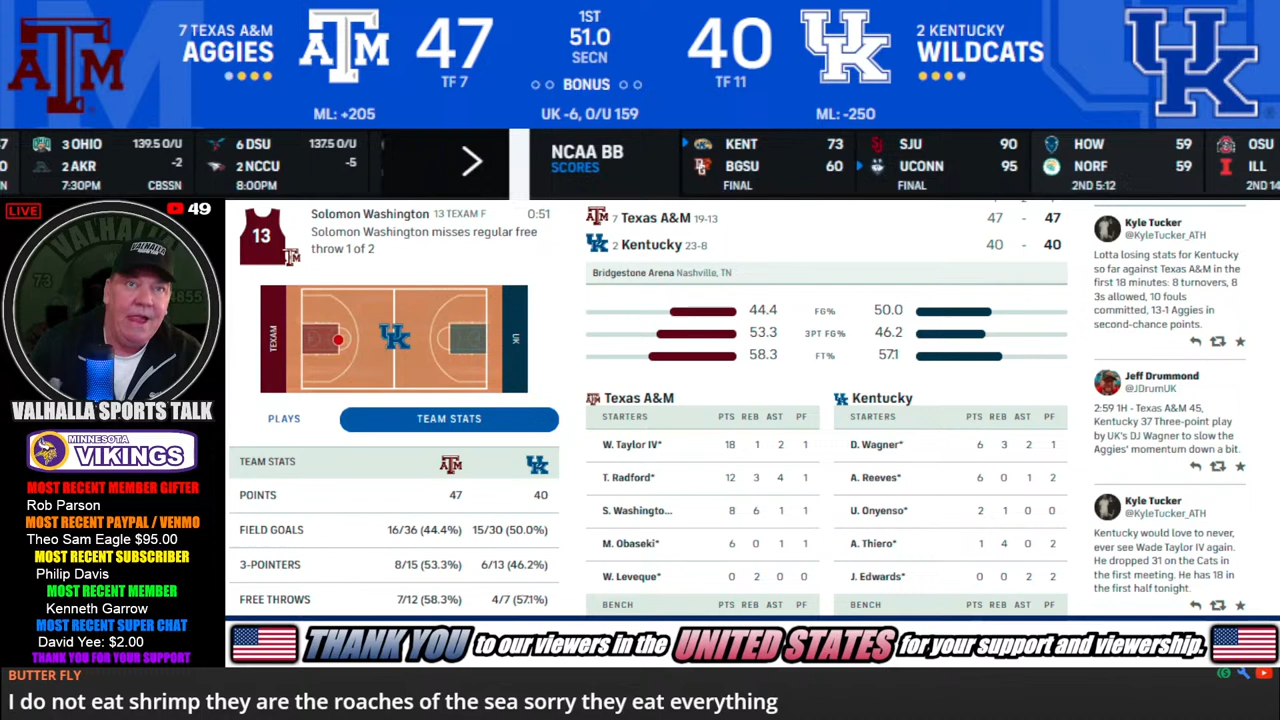 7 TEXAS A&M
AGGIES
ATM
47
TF 7
ML: +205
1ST
51.0
SECN
BONUS
UK -6, O/U 159
40
TF 11
ML: -250
UK
2 KENTUCKY
WILDCATS
3 OHIO 139.5 O/U
2 AKR -2
7:30PM CBSSN
6 DSU 137.5 O/U
2 NCCU -5
8:00PM
NCAA BB
SCORES
KENT 73
BGSU 60
FINAL
SJU 90
UCONN 95
FINAL
HOW 59
NORF 59
2ND 5:12
OSU
ILL
2ND 14
LIVE
49
VALHALLA
VALHALLA SPORTS TALK
MINNESOTA
VIKINGS
MOST RECENT MEMBER GIFTER
Rob Parson
MOST RECENT PAYPAL / VENMO
Theo Sam Eagle $95.00
MOST RECENT SUBSCRIBER
Philip Davis
MOST RECENT MEMBER
Kenneth Garrow
MOST RECENT SUPER CHAT
David Yee: $2.00
THANK YOU FOR YOUR SUPPORT
13
Solomon Washington 13 TEXAM F 0:51
Solomon Washington misses regular free
throw 1 of 2
TEXAM
UK
UK
PLAYS
TEAM STATS
TEAM STATS
POINTS 47 40
FIELD GOALS 16/36 (44.4%) 15/30 (50.0%)
3-POINTERS 8/15 (53.3%) 6/13 (46.2%)
FREE THROWS 7/12 (58.3%) 4/7 (57.1%)
7 Texas A&M 19-13 47 - 47
2 Kentucky 23-8 40 - 40
Bridgestone Arena Nashville, TN
44.4 FG% 50.0
53.3 3PT FG% 46.2
58.3 FT% 57.1
Texas A&M
STARTERS PTS REB AST PF
W. Taylor IV* 18 1 2 1
T. Radford* 12 3 4 1
S. Washingto... 8 6 1 1
M. Obaseki* 6 0 1 1
W. Leveque* 0 2 0 0
BENCH PTS REB AST PF
Kentucky
STARTERS PTS REB AST PF
D. Wagner* 6 3 2 1
A. Reeves* 6 0 1 2
U. Onyenso* 2 1 0 0
A. Thiero* 1 4 0 2
J. Edwards* 0 0 2 2
BENCH PTS REB AST PF
Kyle Tucker
@KyleTucker_ATH
Lotta losing stats for Kentucky
so far against Texas A&M in the
first 18 minutes: 8 turnovers, 8
3s allowed, 10 fouls
committed, 13-1 Aggies in
second-chance points.
Jeff Drummond
@JDrumUK
2:59 1H - Texas A&M 45,
Kentucky 37 Three-point play
by UK's DJ Wagner to slow the
Aggies' momentum down a bit.
Kyle Tucker
@KyleTucker_ATH
Kentucky would love to never,
ever see Wade Taylor IV again.
He dropped 31 on the Cats in
the first meeting. He has 18 in
the first half tonight.
THANK YOU to our viewers in the UNITED STATES for your support and viewership.
BUTTER FLY
I do not eat shrimp they are the roaches of the sea sorry they eat everything